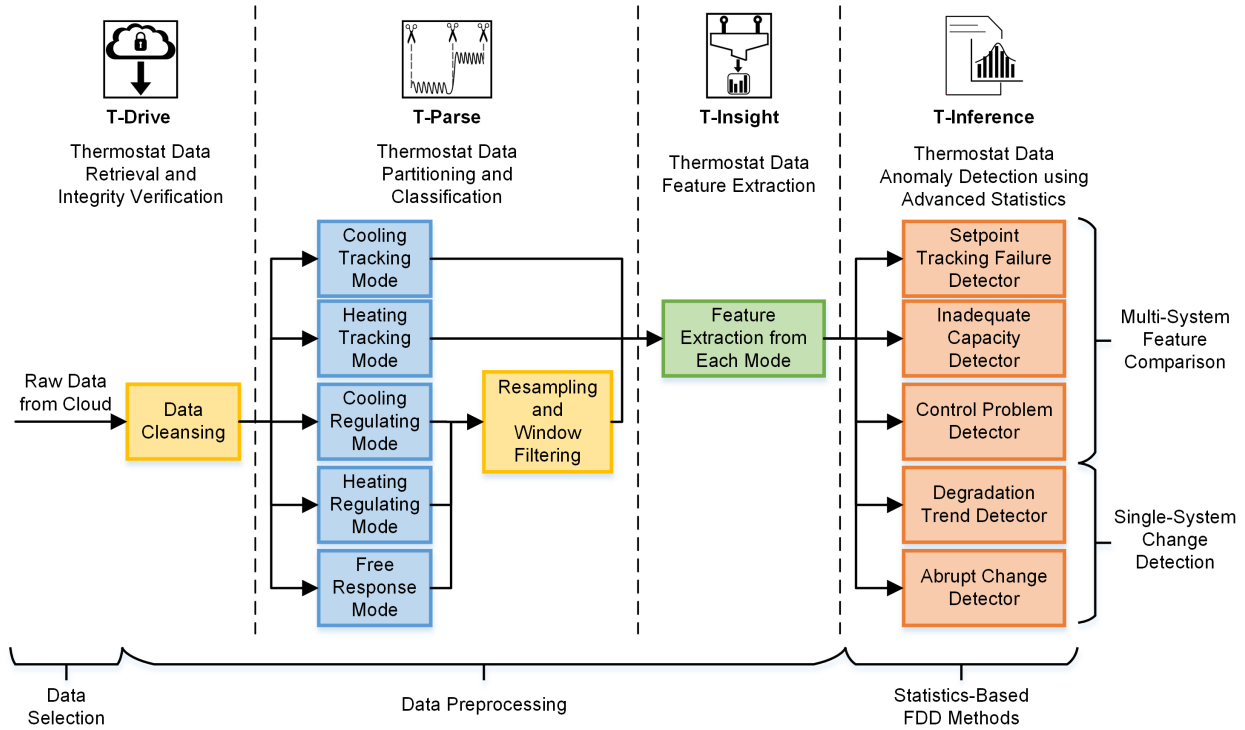 T-Drive
Thermostat Data
Retrieval and
Integrity Verification
T-Parse
Thermostat Data
Partitioning and
Classification
T-Insight
Thermostat Data
Feature Extraction
T-Inference
Thermostat Data
Anomaly Detection using
Advanced Statistics
Raw Data
from Cloud
Data
Cleansing
Cooling
Tracking
Mode
Heating
Tracking
Mode
Cooling
Regulating
Mode
Heating
Regulating
Mode
Free
Response
Mode
Resampling
and
Window
Filtering
Feature
Extraction from
Each Mode
Setpoint
Tracking Failure
Detector
Inadequate
Capacity
Detector
Control Problem
Detector
Degradation
Trend Detector
Abrupt Change
Detector
Multi-System
Feature
Comparison
Single-System
Change
Detection
Data
Selection
Data Preprocessing
Statistics-Based
FDD Methods